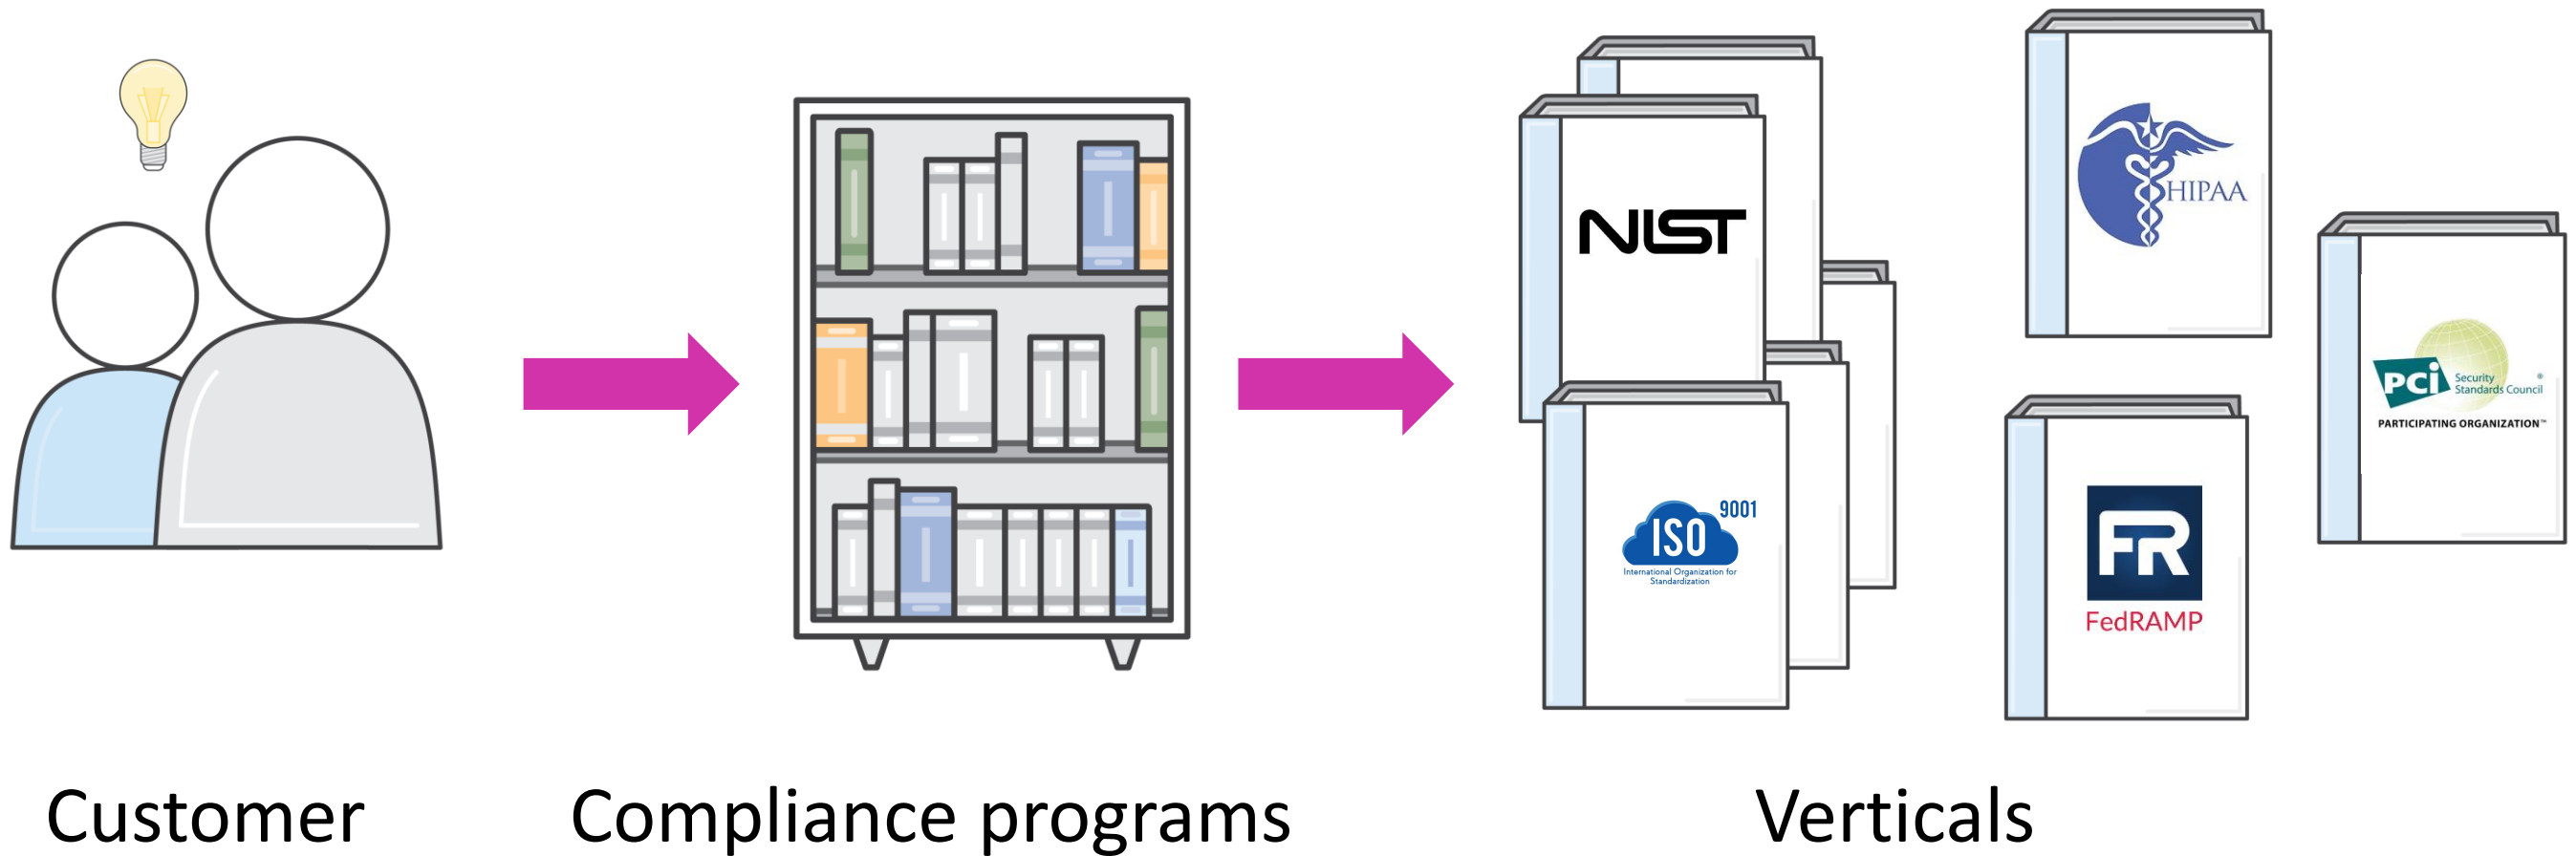 NIST
HIPAA
PCI Security
Standards Council ®
PARTICIPATING ORGANIZATION™
9001
ISO
International Organization for
Standardization
FR
FedRAMP
Customer
Compliance programs
Verticals